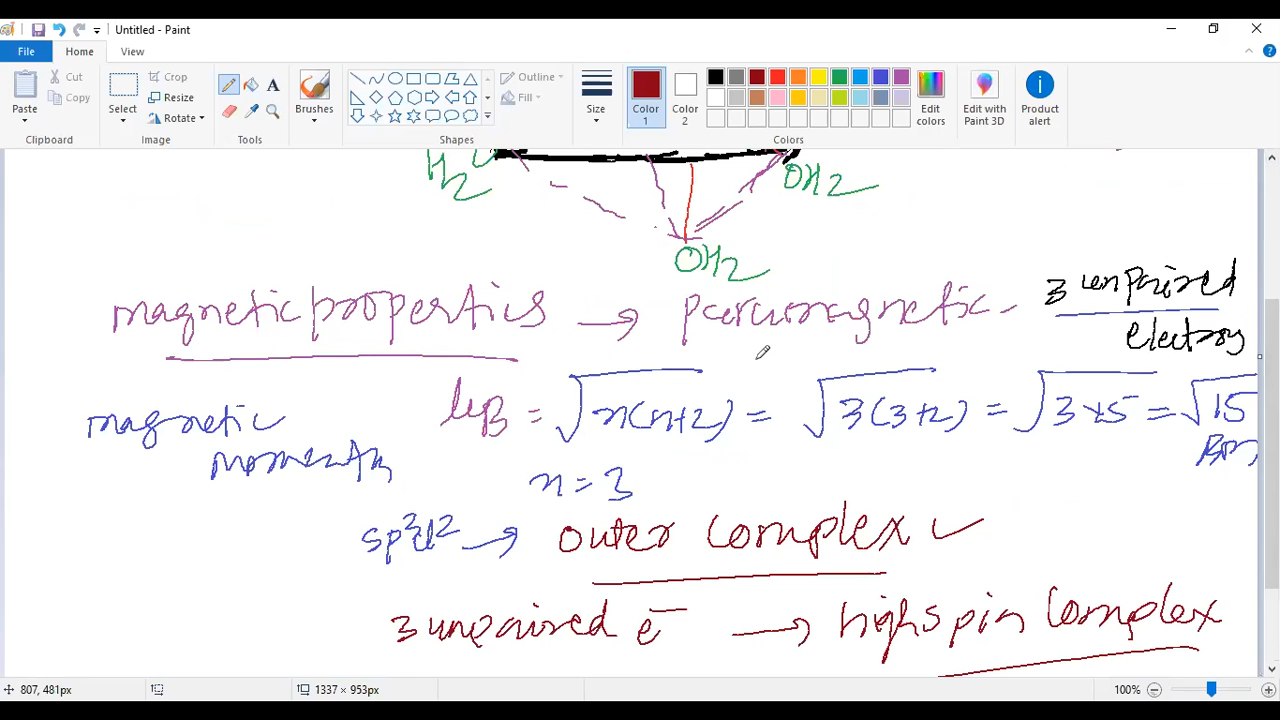 Untitled - Paint
File Home View
Paste
Cut
Copy
Clipboard
Select
Crop
Resize
Rotate
Image
Tools
Brushes
Outline
Fill
Shapes
Size
Color 1
Color 2
Edit colors
Colors
Edit with Paint 3D
Product alert
H2
OH2
OH2
magnetic properties → paramagnetic - 3 unpaired
electrons
magnetic
μB = √n(n+2) = √3(3+2) = √3×5 = √15
BM
n = 3
sp3d2 → outer complex ✓
3 unpaired e− → high spin complex
807, 481px
1337 × 953px
100%